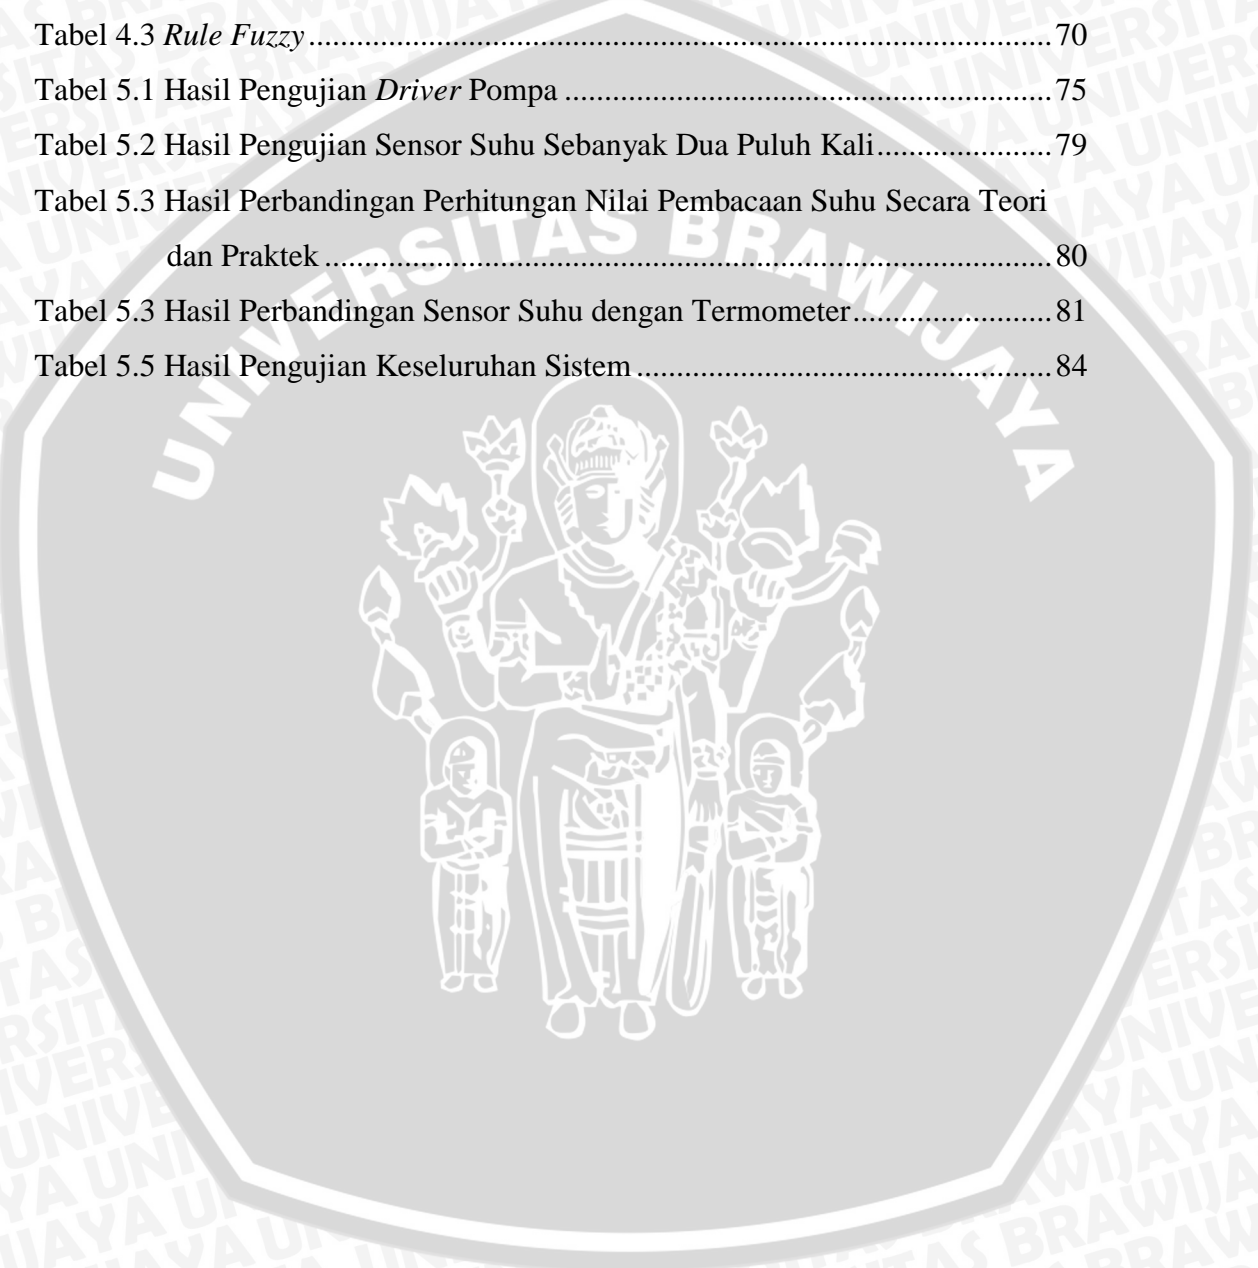 Tabel 4.3 Rule Fuzzy ............................................................................................. 70
Tabel 5.1 Hasil Pengujian Driver Pompa ............................................................. 75
Tabel 5.2 Hasil Pengujian Sensor Suhu Sebanyak Dua Puluh Kali ...................... 79
Tabel 5.3 Hasil Perbandingan Perhitungan Nilai Pembacaan Suhu Secara Teori
dan Praktek ........................................................................................... 80
Tabel 5.3 Hasil Perbandingan Sensor Suhu dengan Termometer ......................... 81
Tabel 5.5 Hasil Pengujian Keseluruhan Sistem .................................................... 84
UNIVERSITAS BRAWIJAYA